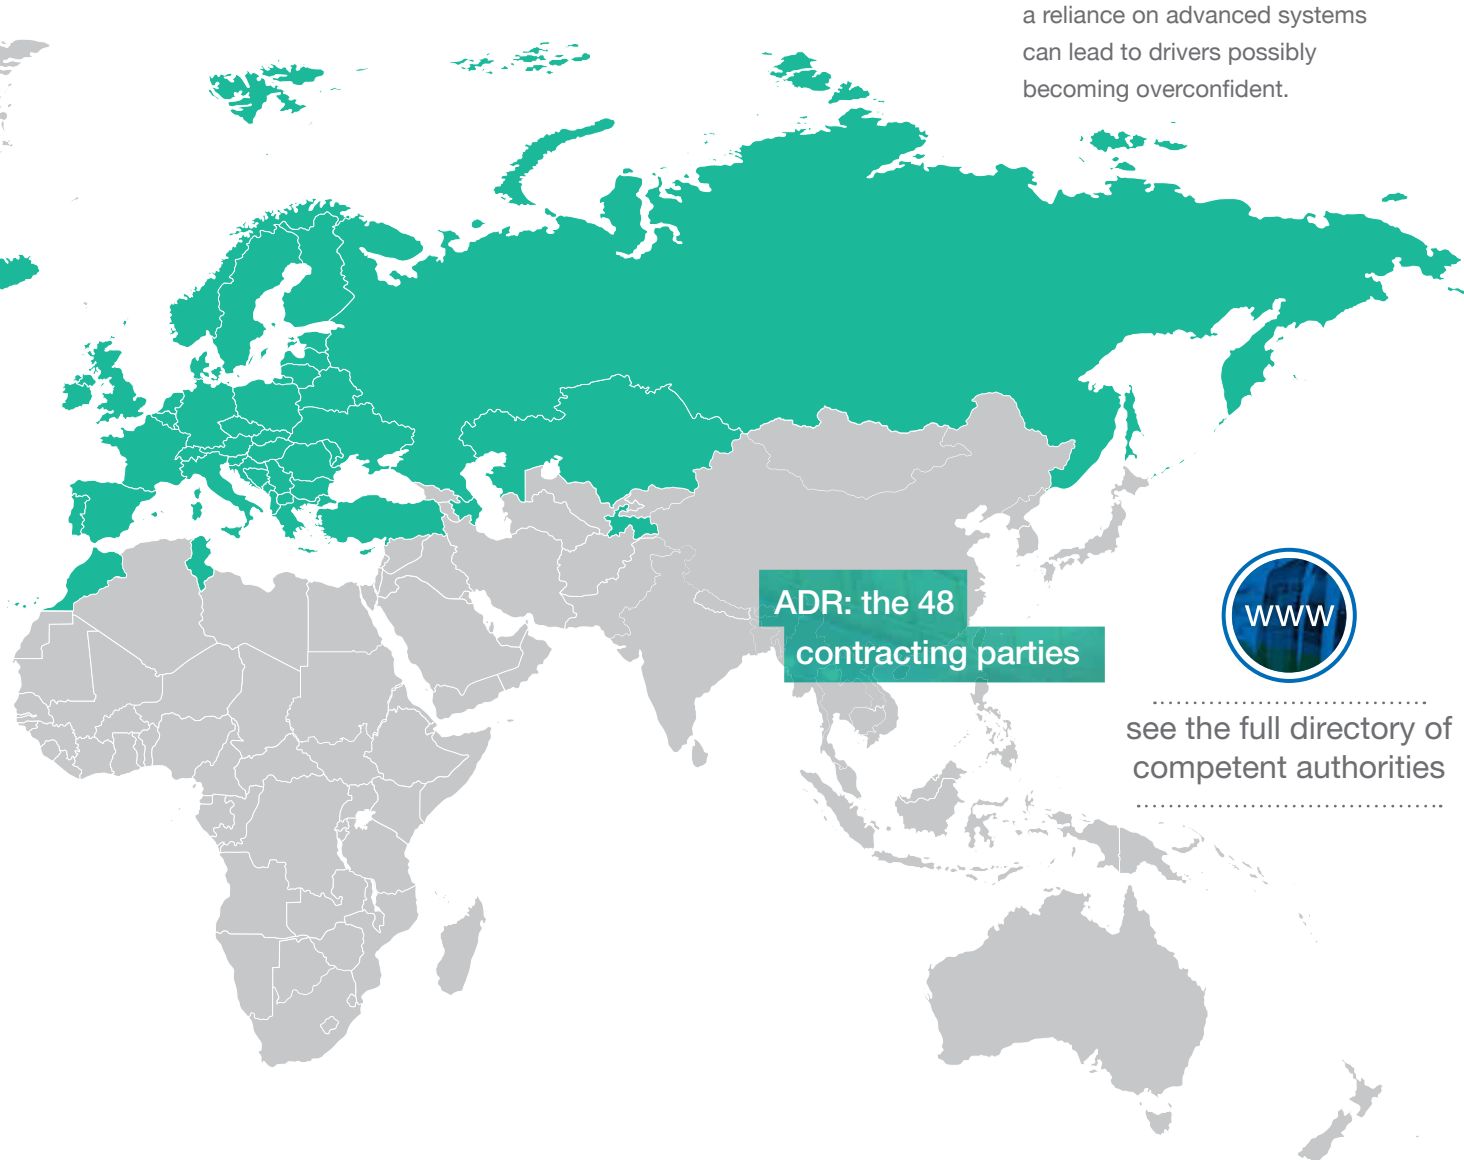 a reliance on advanced systems
can lead to drivers possibly
becoming overconfident.
ADR: the 48
contracting parties
www
see the full directory of
competent authorities